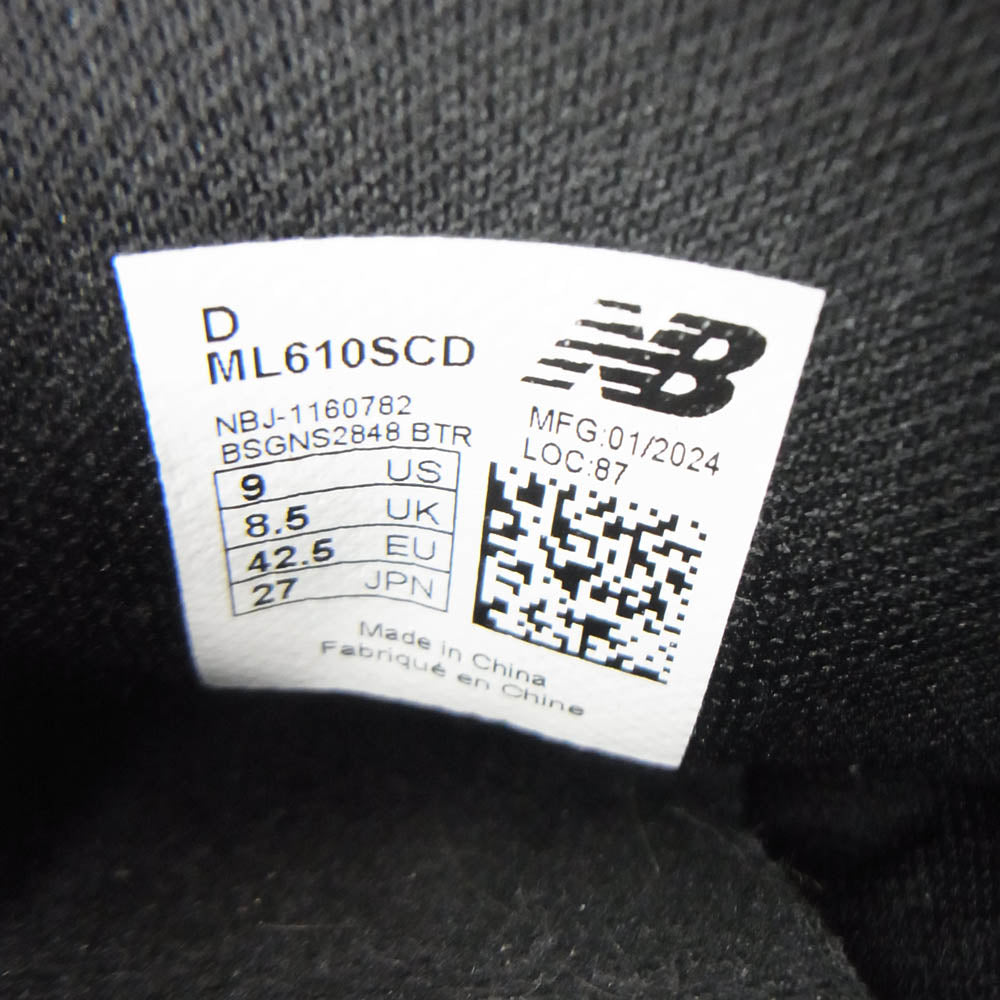 D
ML610SCD
NBJ-1160782
BSGNS2848 BTR
9 US
8.5 UK
42.5 EU
27 JPN
NB
MFG:01/2024
LOC:87
Made in China
Fabriqué en Chine